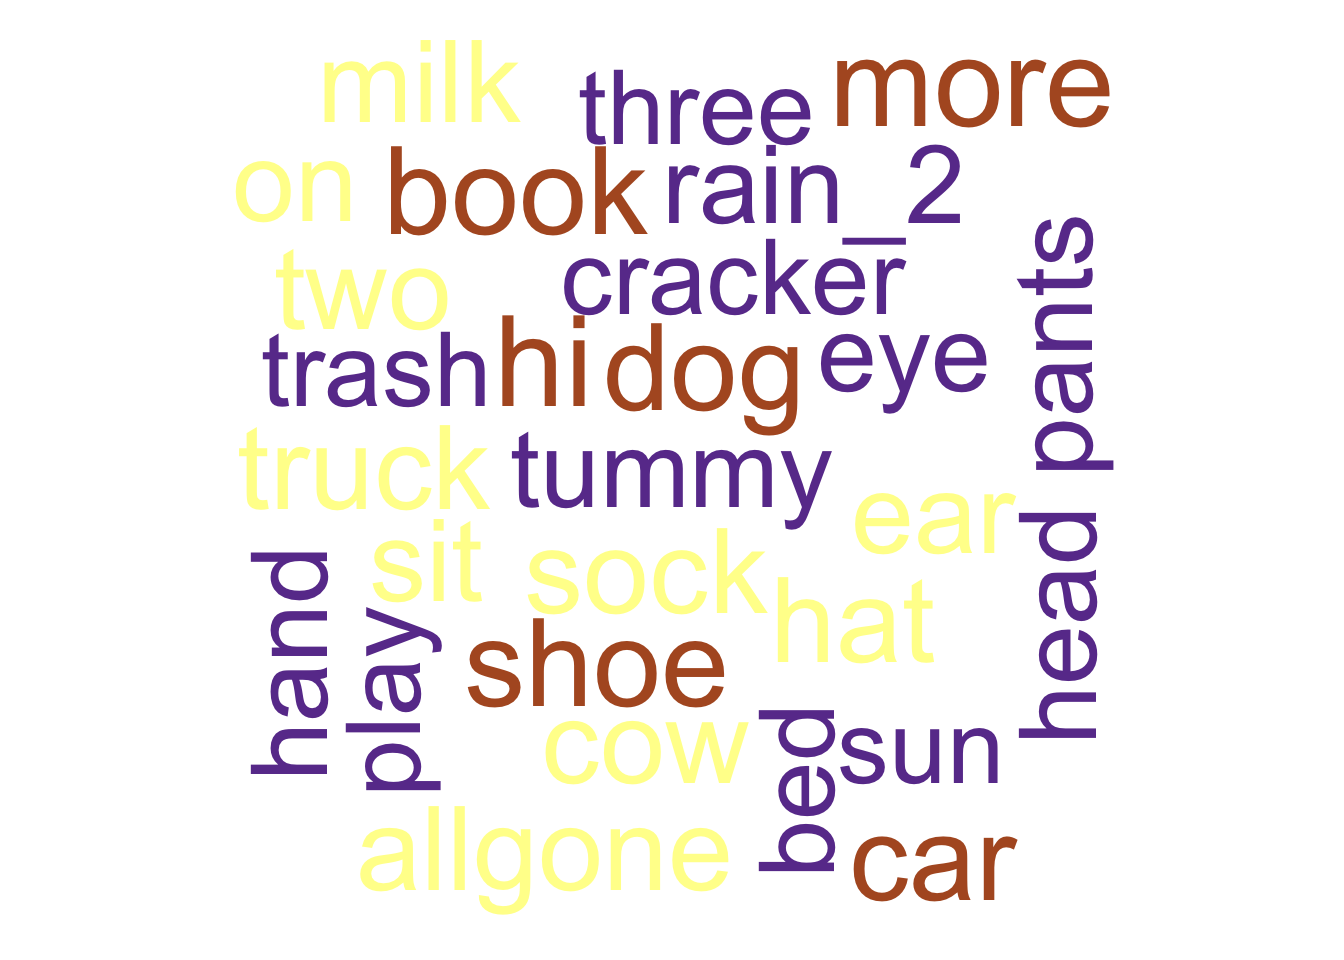 milk
three
more
on
book
rain_2
two
cracker
pants
trash
hi
dog
eye
truck
tummy
ear
head
sit
sock
hat
hand
play
shoe
cow
bed
sun
allgone
car